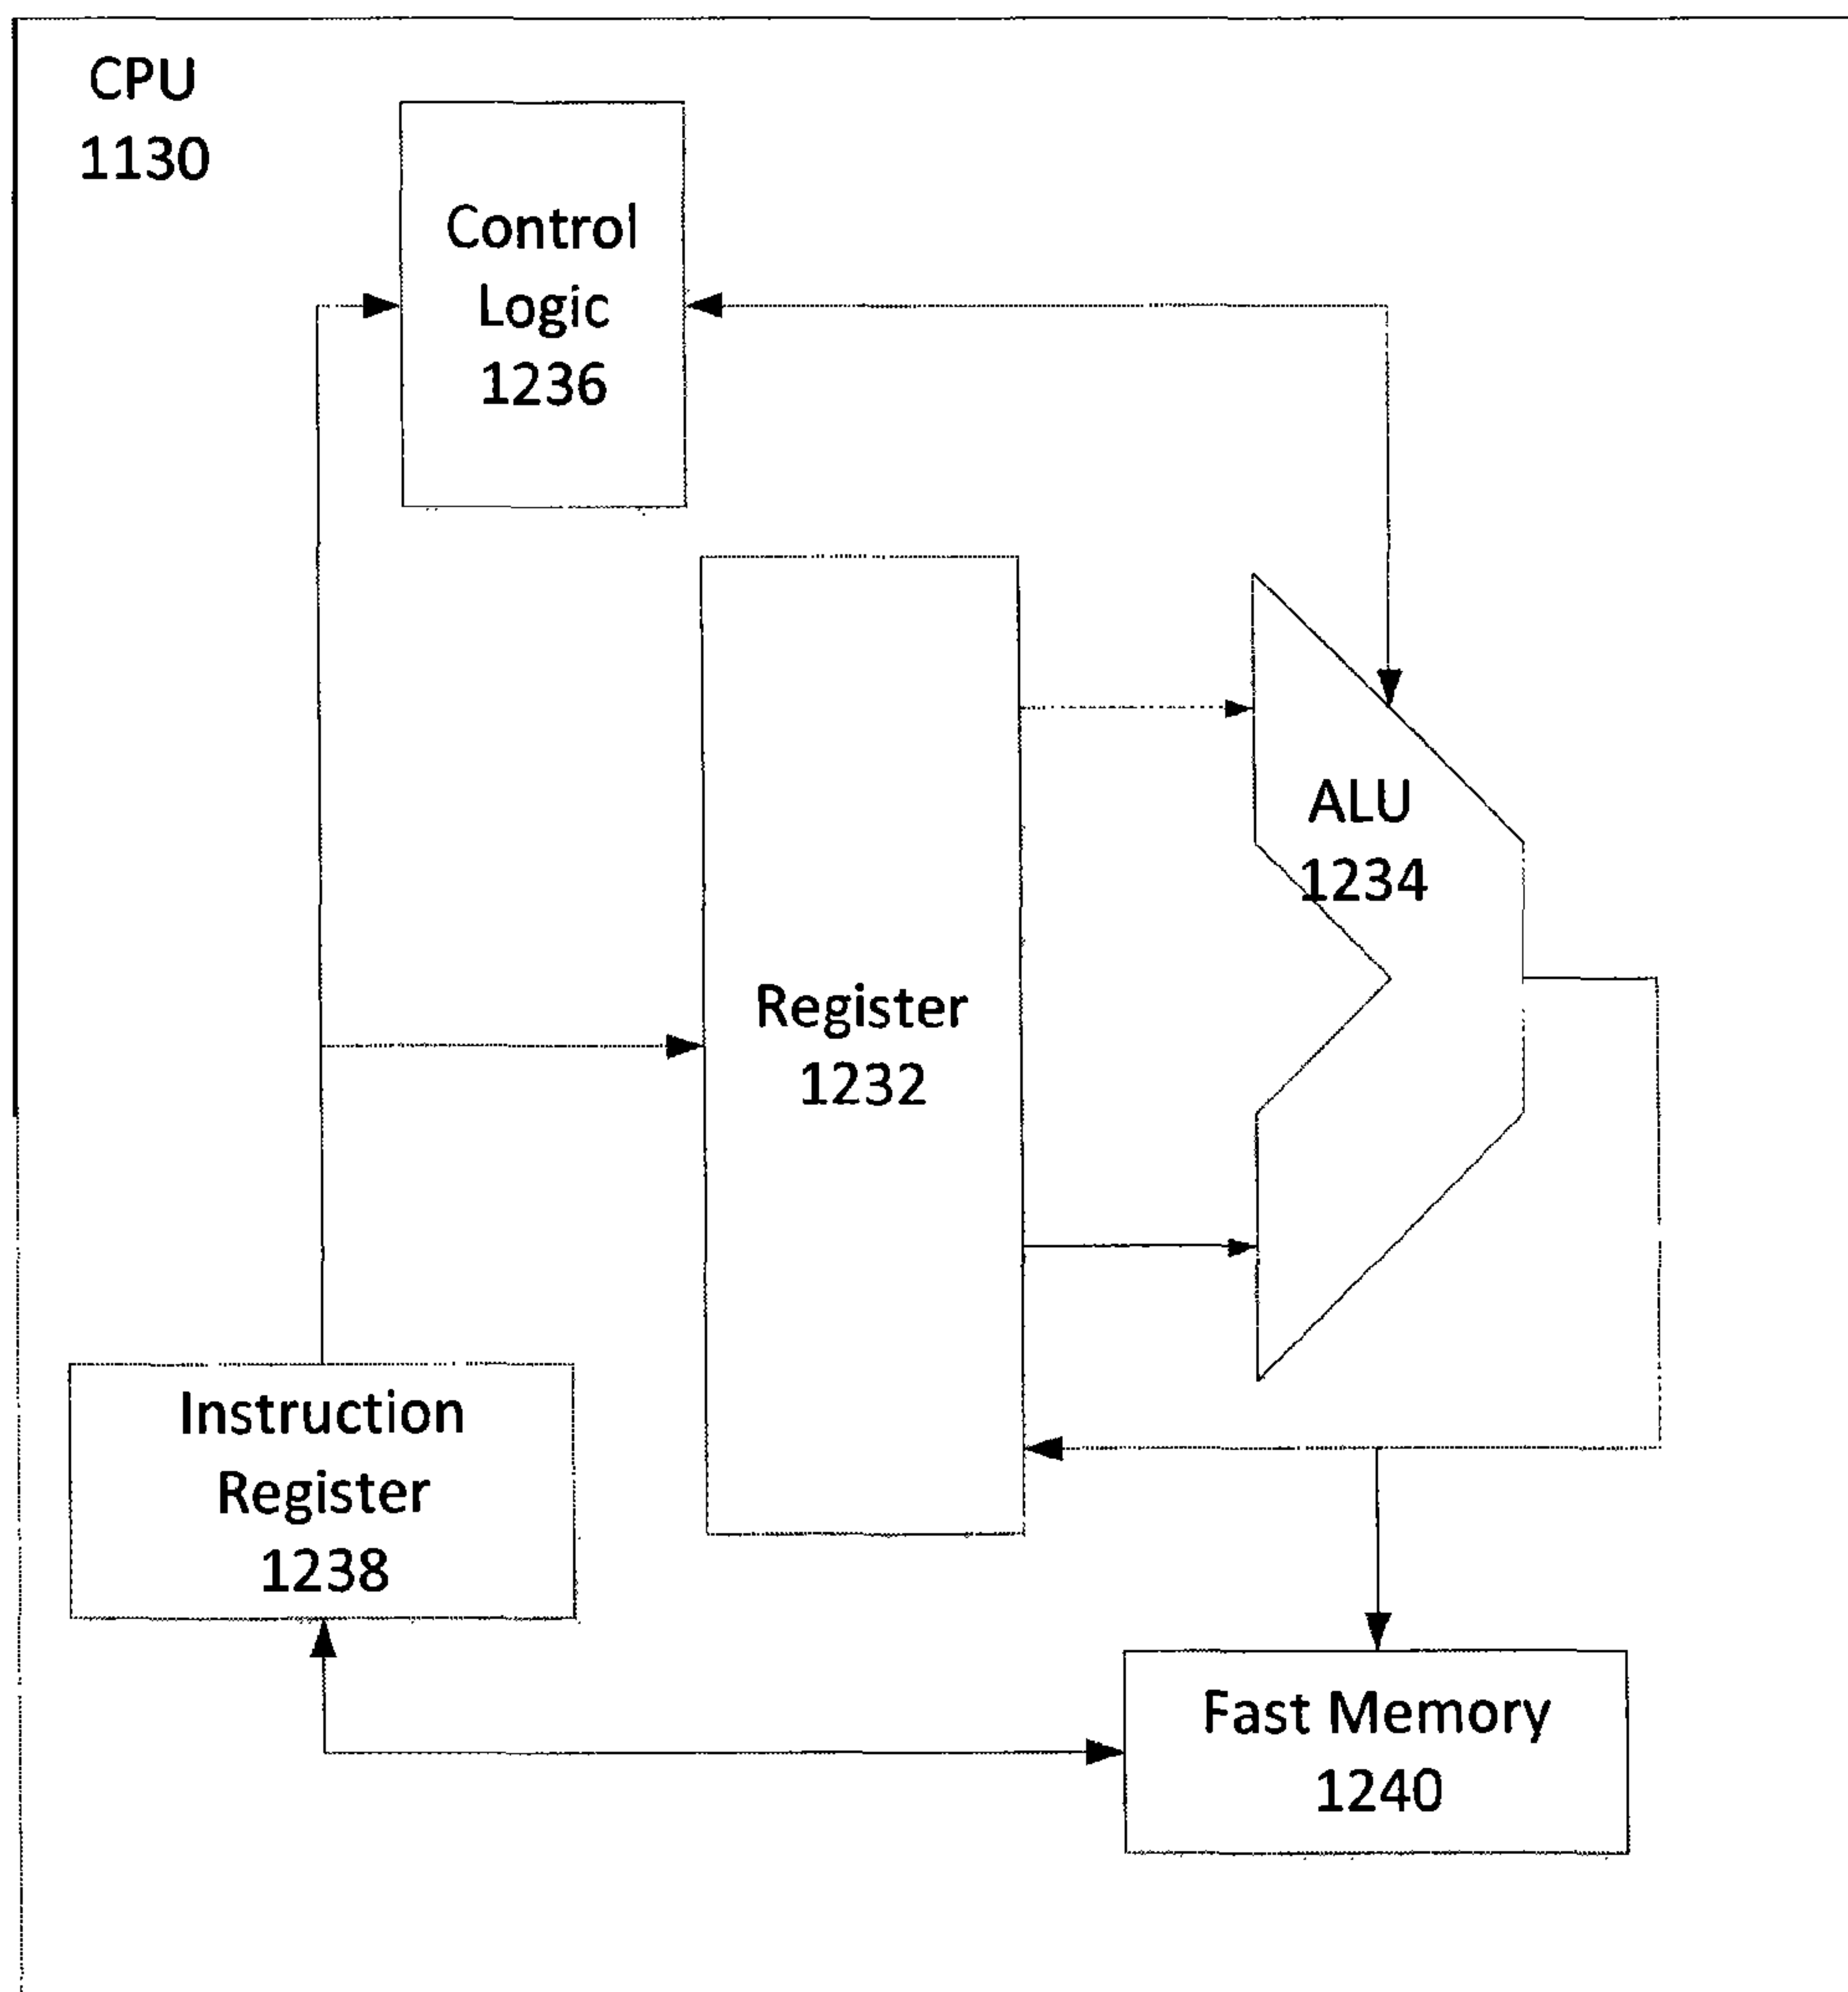 CPU
1130
Control
Logic
1236
ALU
1234
Register
1232
Instruction
Register
1238
Fast Memory
1240